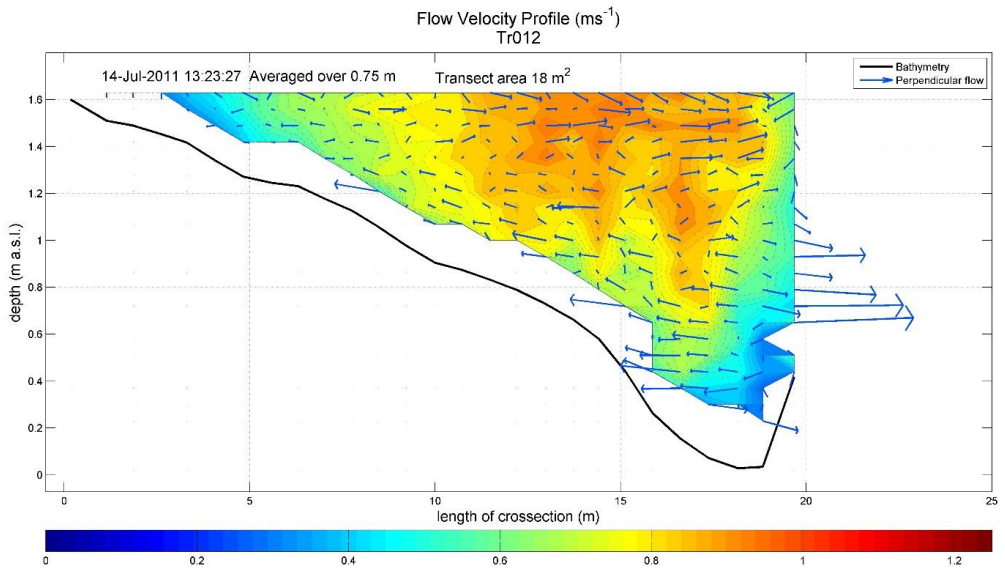 Flow Velocity Profile (ms⁻¹)
Tr012
14-Jul-2011 13:23:27 Averaged over 0.75 m
Transect area 18 m²
Bathymetry
Perpendicular flow
depth (m a.s.l.)
1.6
1.4
1.2
1
0.8
0.6
0.4
0.2
0
0 5 10 15 20 25
length of crossection (m)
0 0.2 0.4 0.6 0.8 1 1.2